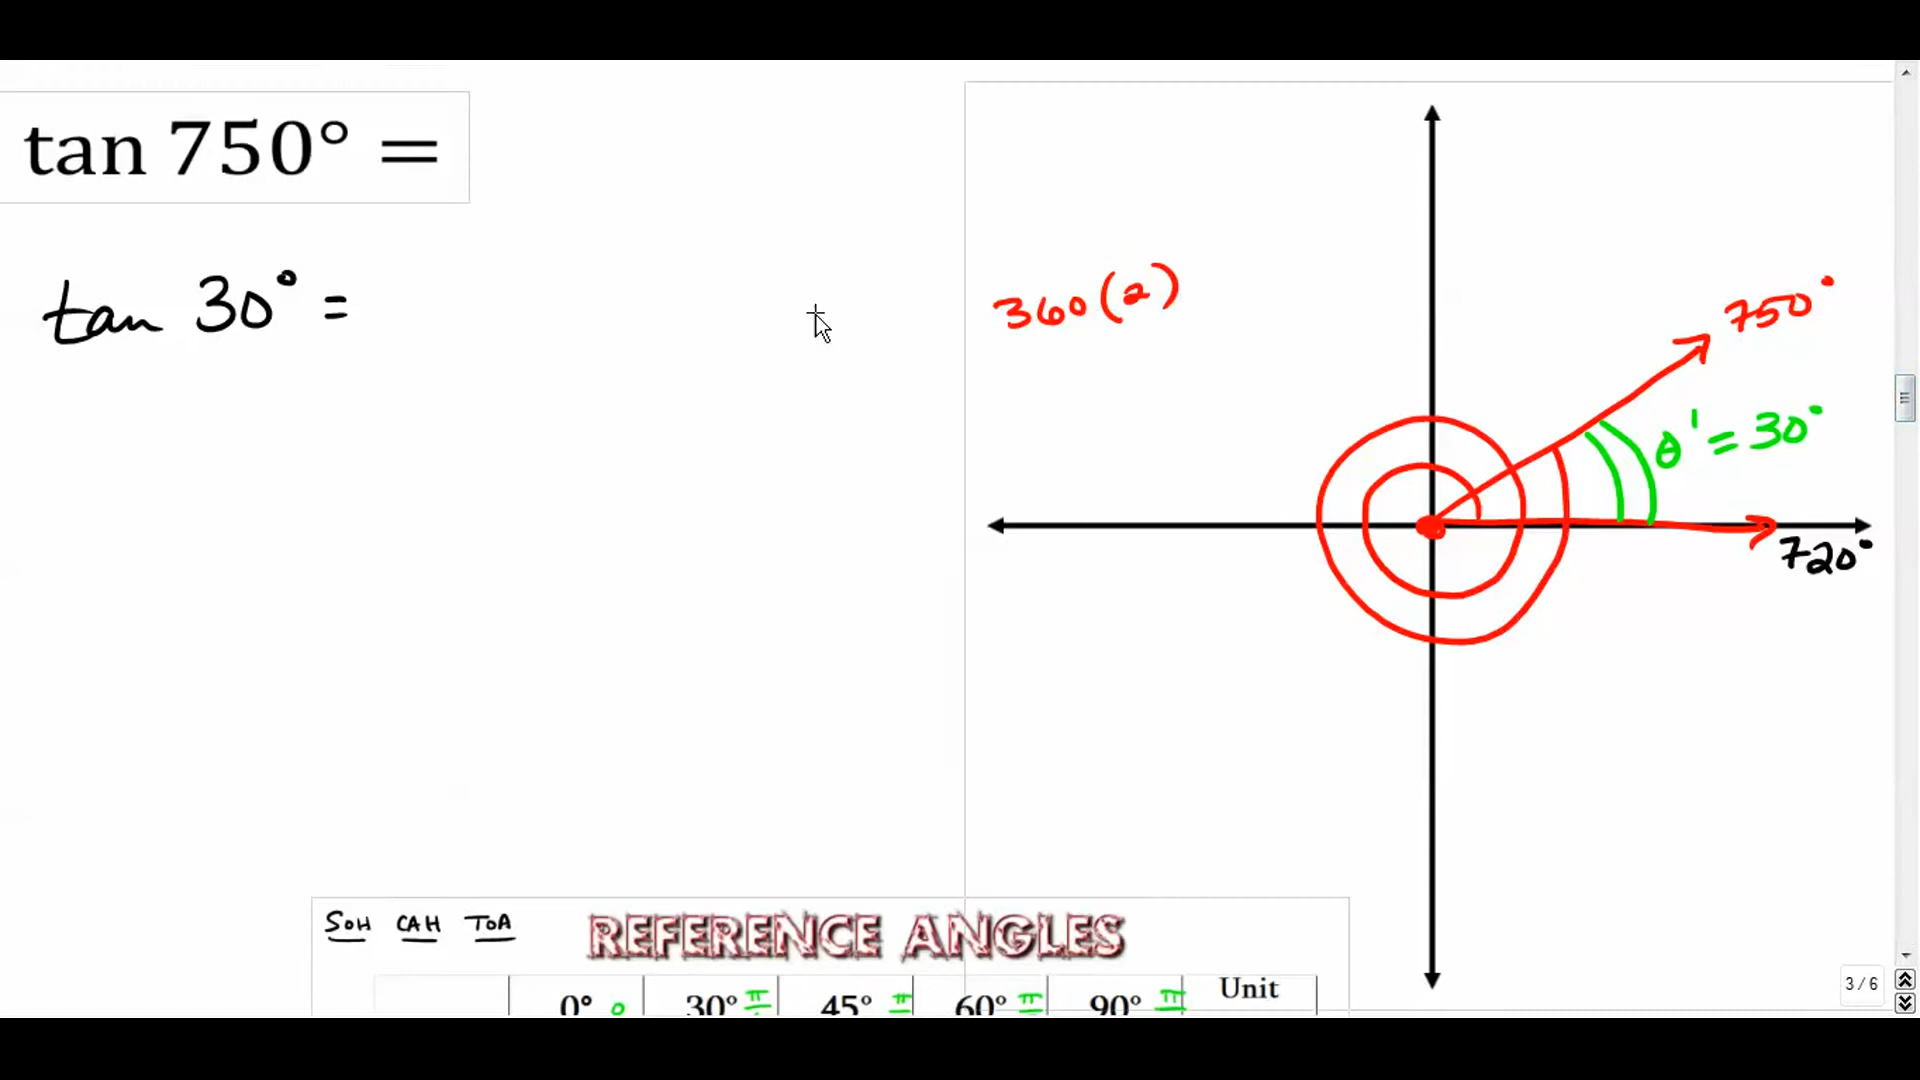 tan 750° =
tan 30° =
360(2)
750°
θ' = 30°
720°
SOH CAH TOA
REFERENCE ANGLES
0° 0 30° π 45° π 60° π 90° π Unit
3 / 6